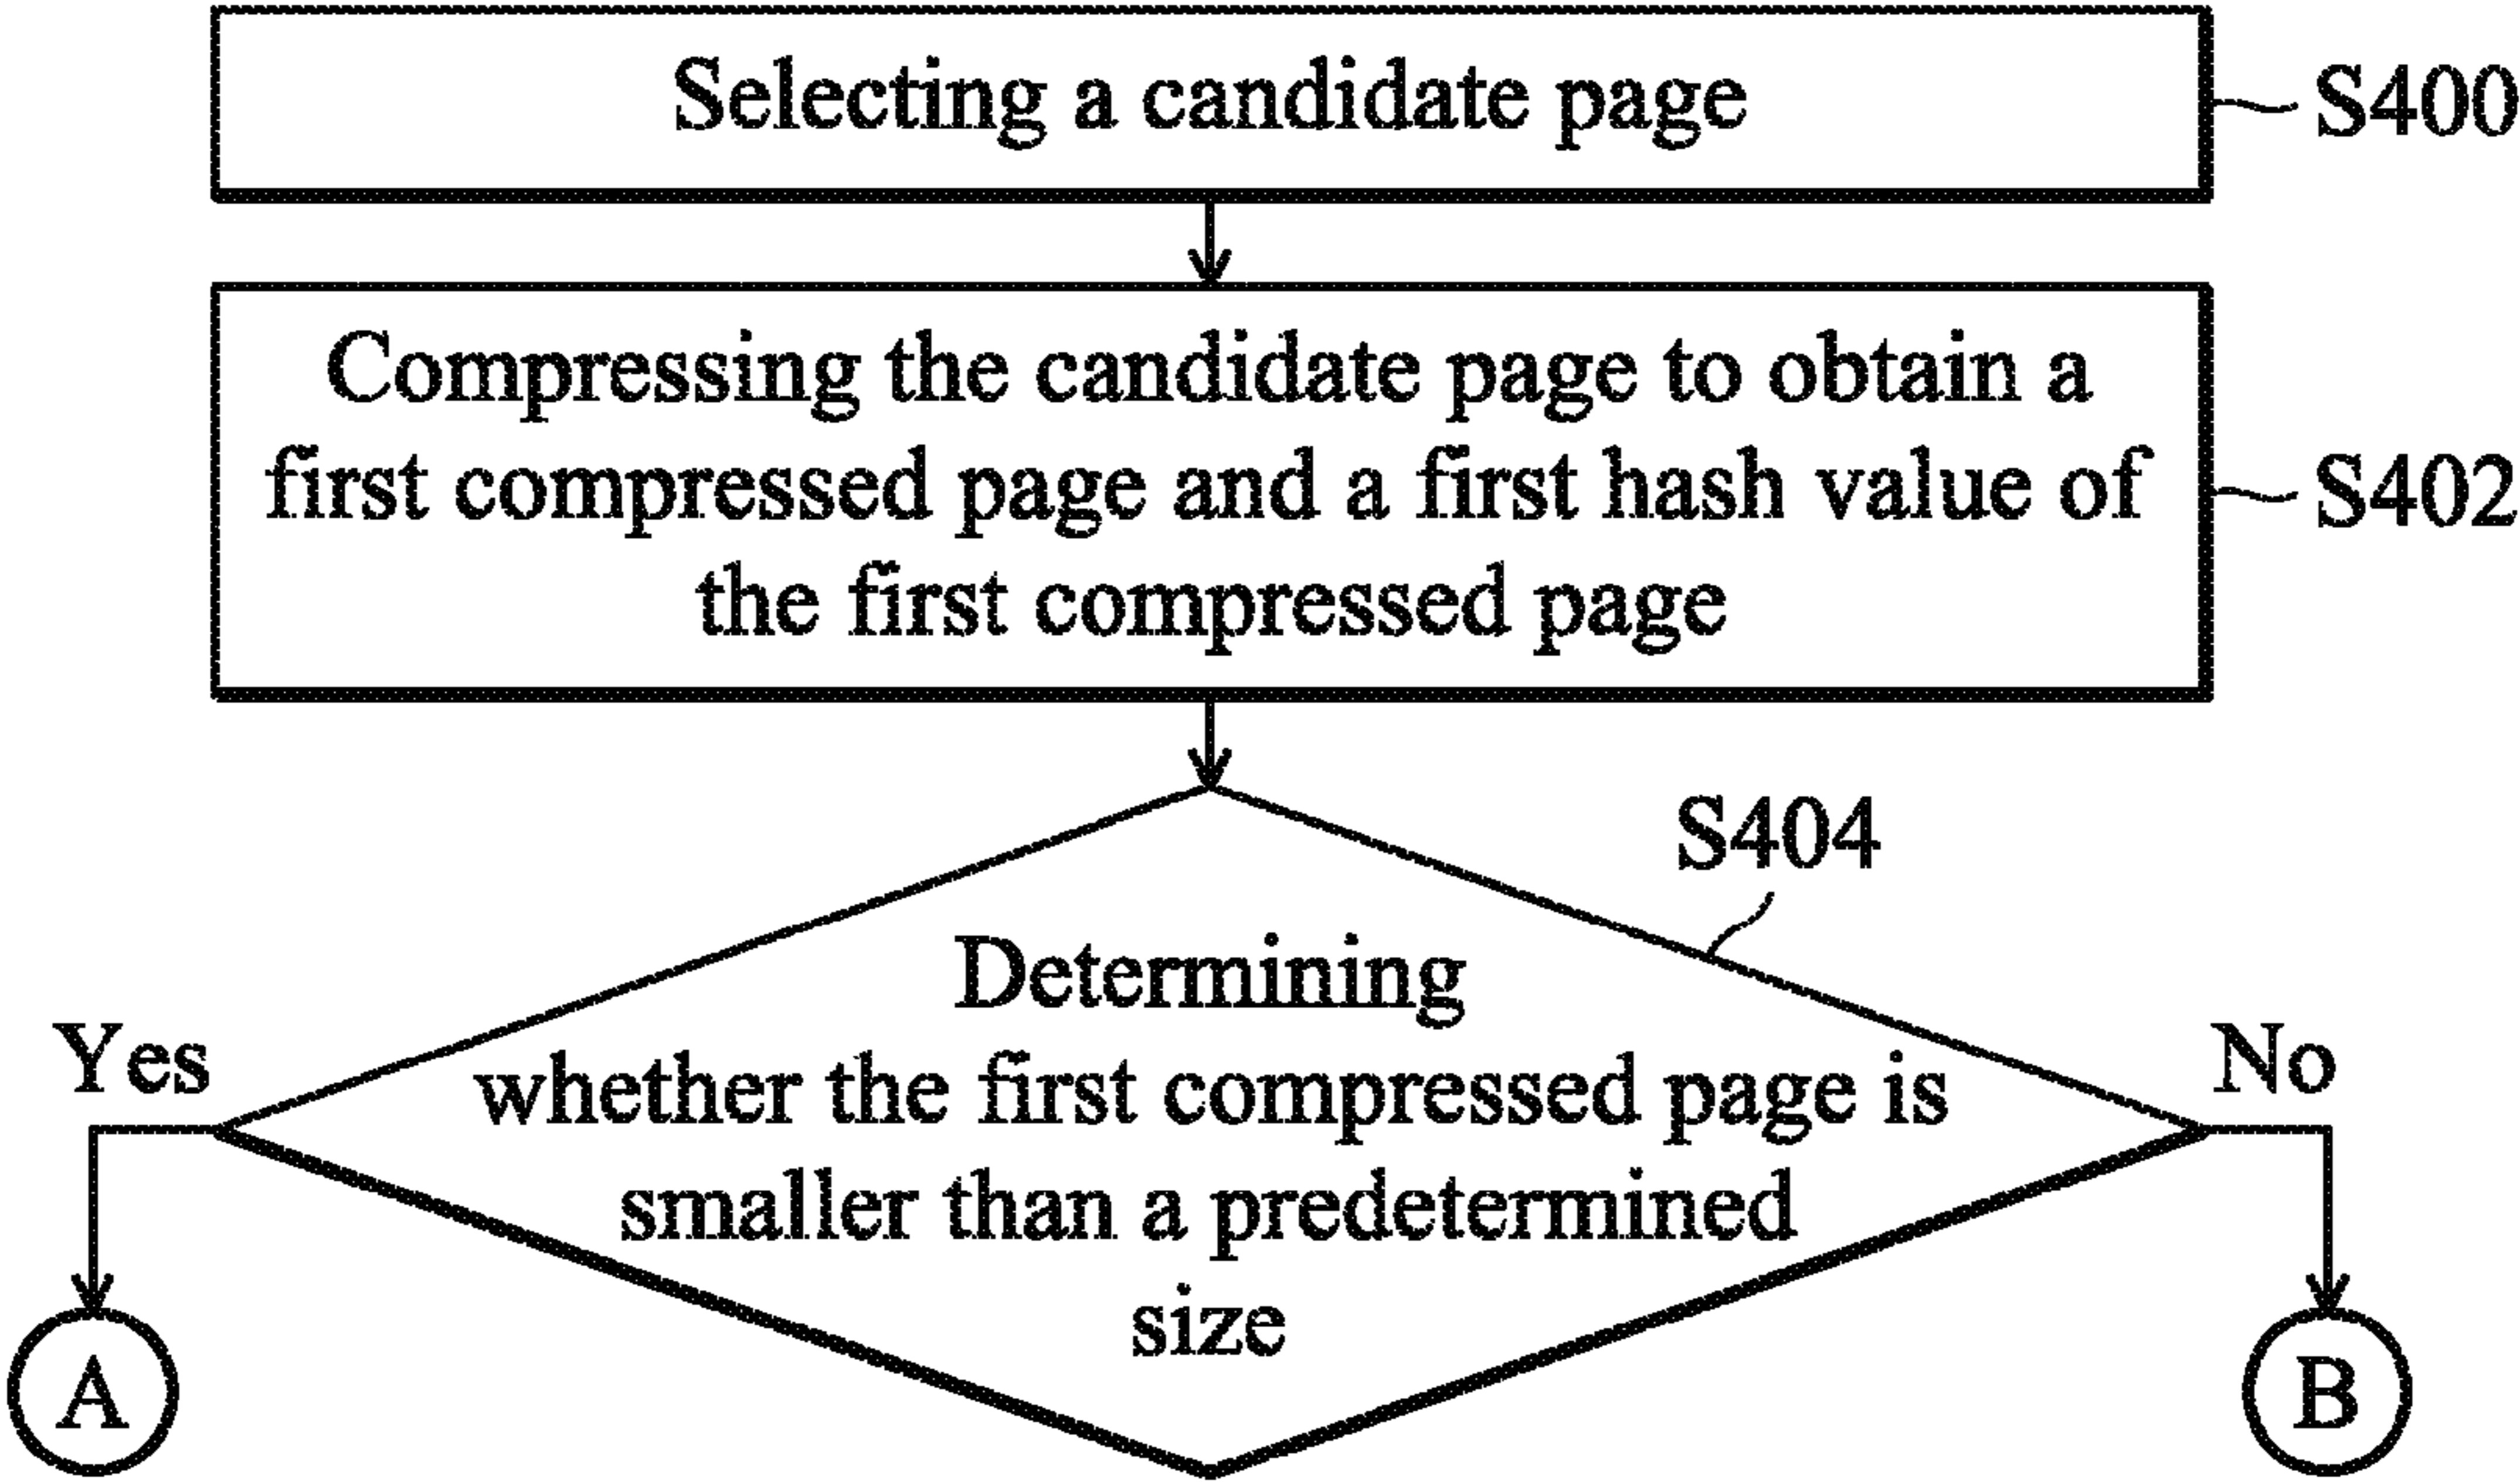 Selecting a candidate page
S400
Compressing the candidate page to obtain a
first compressed page and a first hash value of
the first compressed page
S402
S404
Determining
whether the first compressed page is
smaller than a predetermined
size
Yes
No
A
B